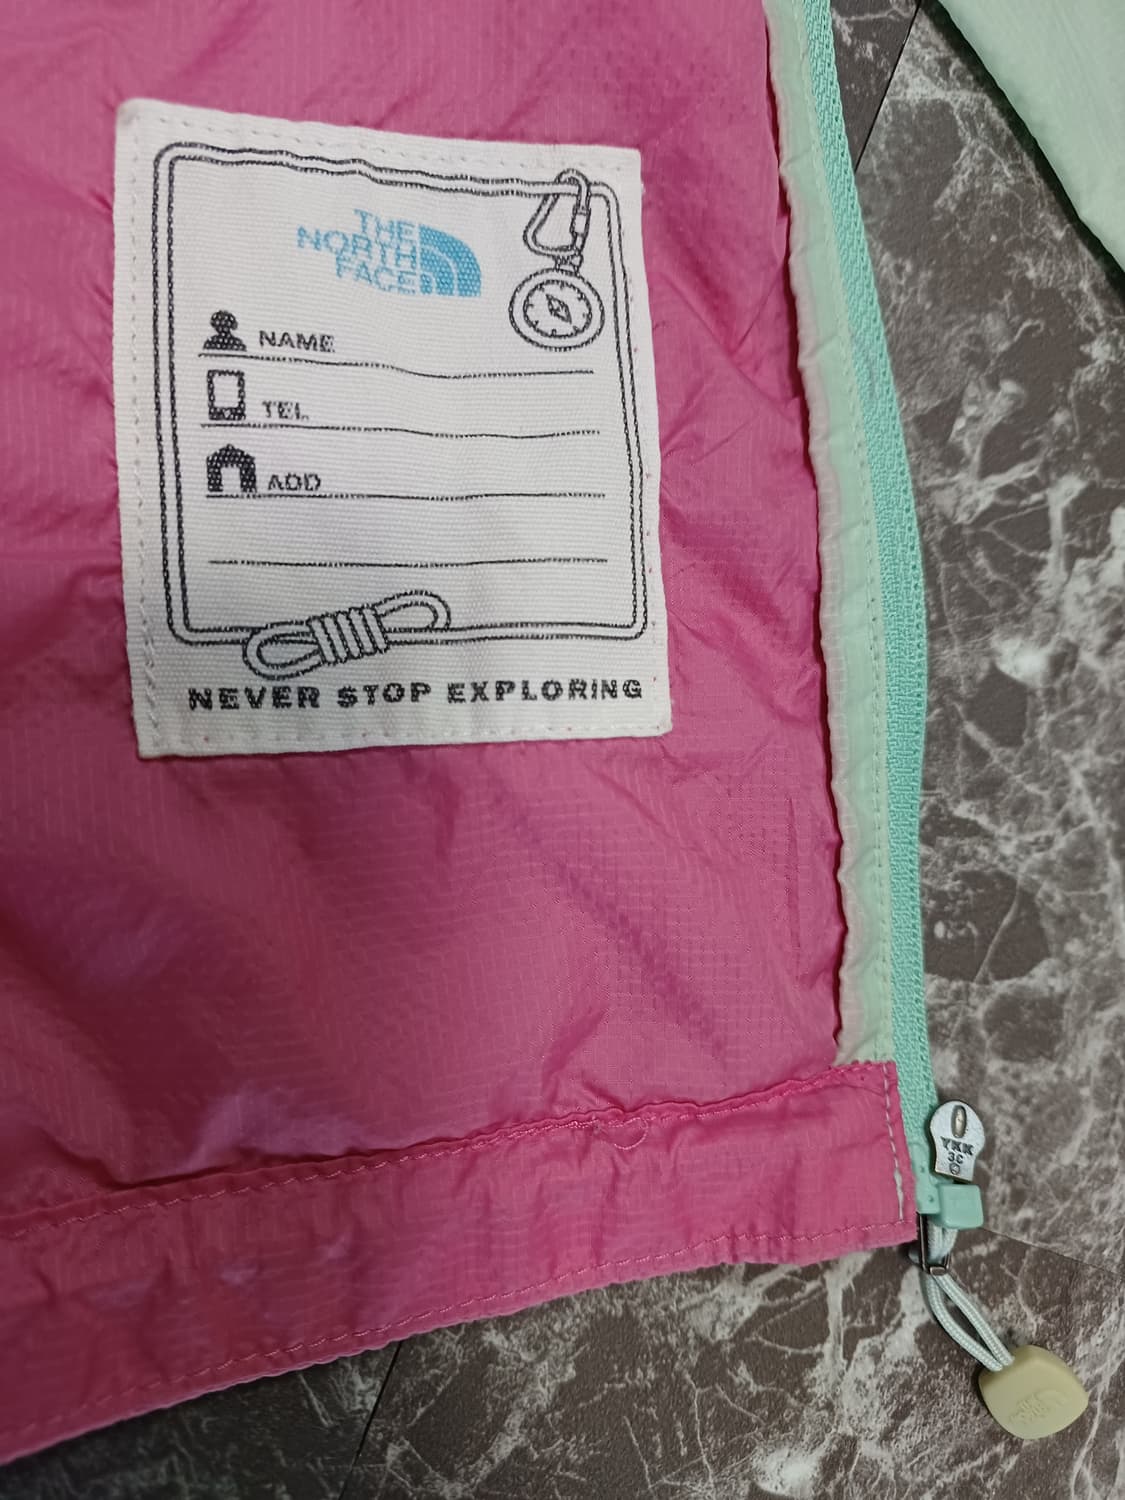 THE
NORTH
FACE
NAME
TEL
ADD
NEVER STOP EXPLORING
YKK
3C